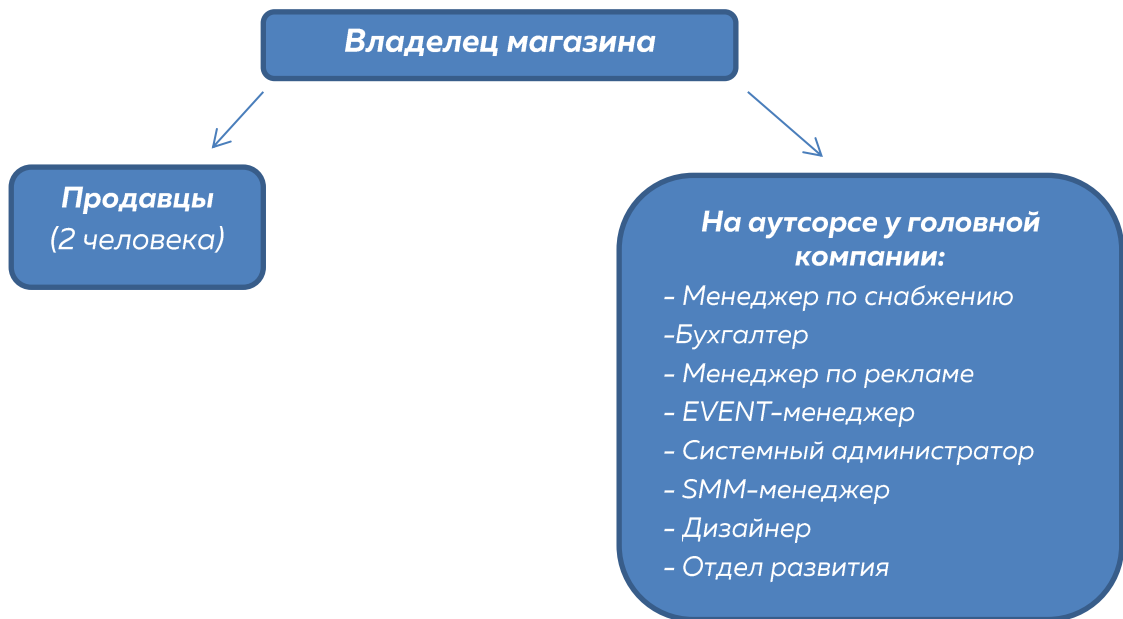 Владелец магазина
Продавцы
(2 человека)
На аутсорсе у головной
компании:
- Менеджер по снабжению
-Бухгалтер
- Менеджер по рекламе
- EVENT-менеджер
- Системный администратор
- SMM-менеджер
- Дизайнер
- Отдел развития